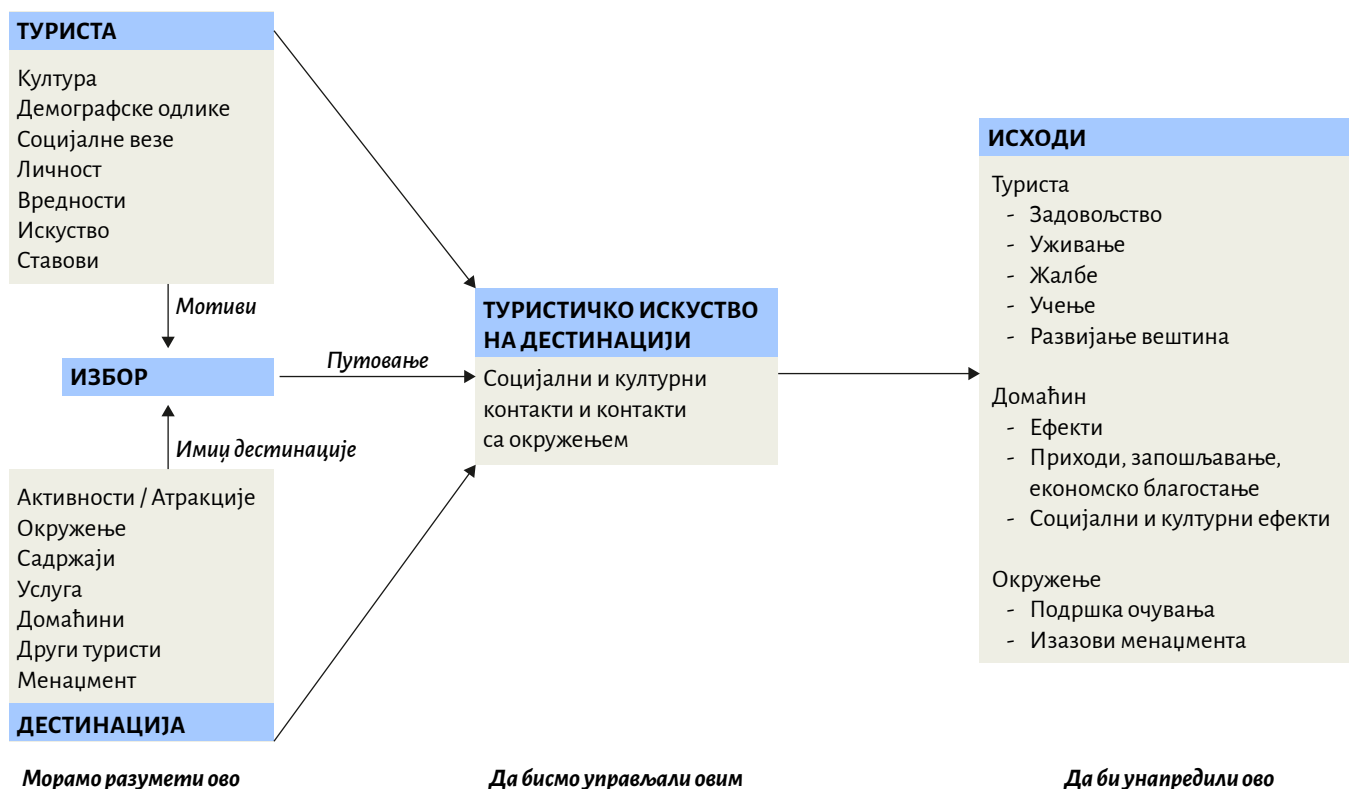 ТУРИСТА
Култура
Демографске одлике
Социјалне везе
Личност
Вредности
Искуство
Ставови
Мотиви
ИЗБОР
Имиџ дестинације
Активности / Атракције
Окружење
Садржаји
Услуга
Домаћини
Други туристи
Менаџмент
ДЕСТИНАЦИЈА
Морамо разумети ово
Путовање
ТУРИСТИЧКО ИСКУСТВО
НА ДЕСТИНАЦИЈИ
Социјални и културни
контакти и контакти
са окружењем
Да бисмо управљали овим
ИСХОДИ
Туриста
- Задовољство
- Уживање
- Жалбе
- Учење
- Развијање вештина
Домаћин
- Ефекти
- Приходи, запошљавање,
економско благостање
- Социјални и културни ефекти
Окружење
- Подршка очувања
- Изазови менаџмента
Да би унапредили ово